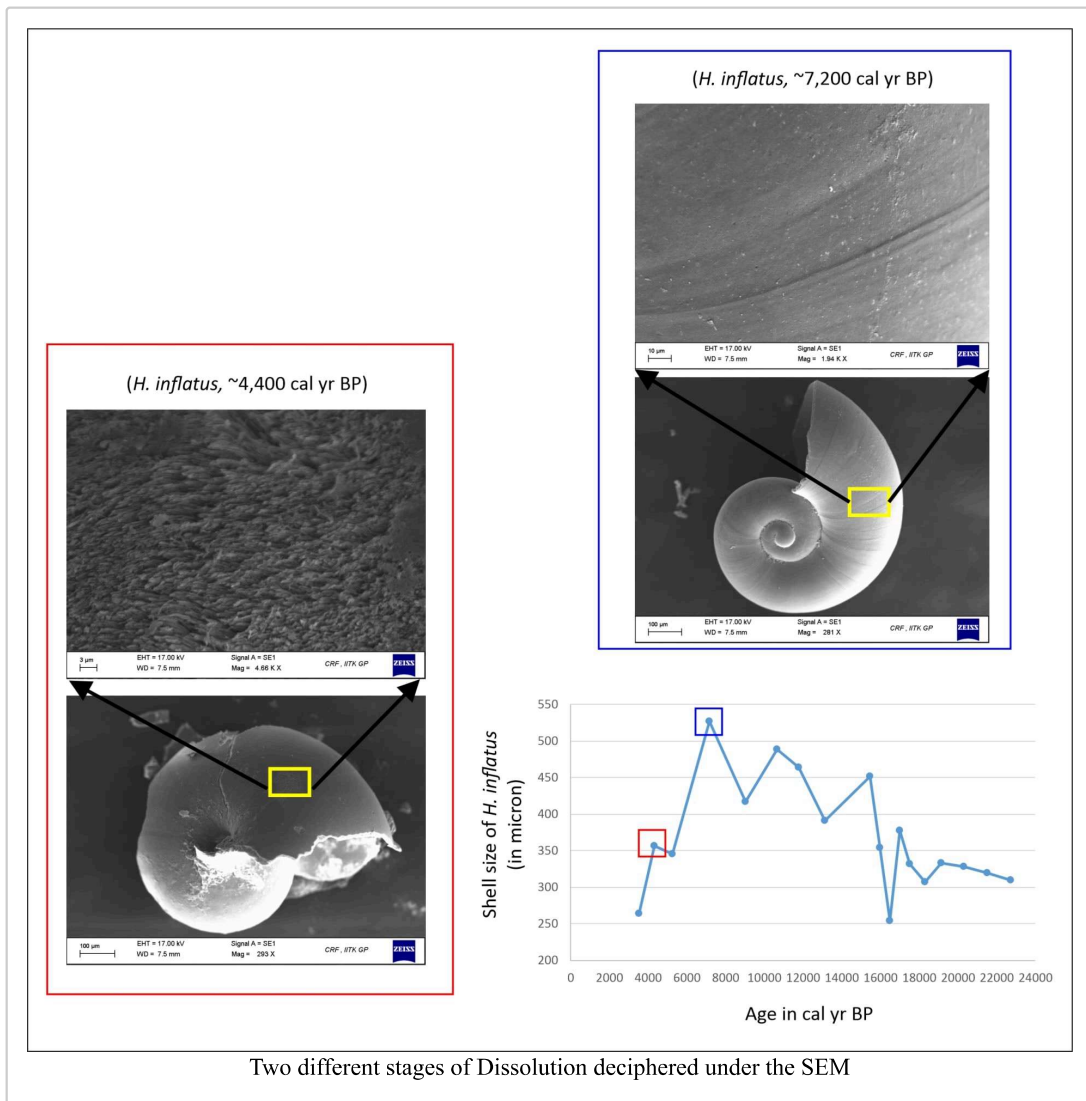 (H. inflatus, ~7,200 cal yr BP)
10 µm
EHT = 17.00 kV
WD = 7.5 mm
Signal A = SE1
Mag = 1.94 K X
CRF , IITK GP
ZEISS
100 µm
EHT = 17.00 kV
WD = 7.5 mm
Signal A = SE1
Mag = 281 X
CRF , IITK GP
ZEISS
(H. inflatus, ~4,400 cal yr BP)
3 µm
EHT = 17.00 kV
WD = 7.5 mm
Signal A = SE1
Mag = 4.66 K X
CRF , IITK GP
ZEISS
100 µm
EHT = 17.00 kV
WD = 7.5 mm
Signal A = SE1
Mag = 293 X
CRF , IITK GP
ZEISS
Shell size of H. inflatus
(in micron)
550
500
450
400
350
300
250
200
0 2000 4000 6000 8000 10000 12000 14000 16000 18000 20000 22000 24000
Age in cal yr BP
Two different stages of Dissolution deciphered under the SEM